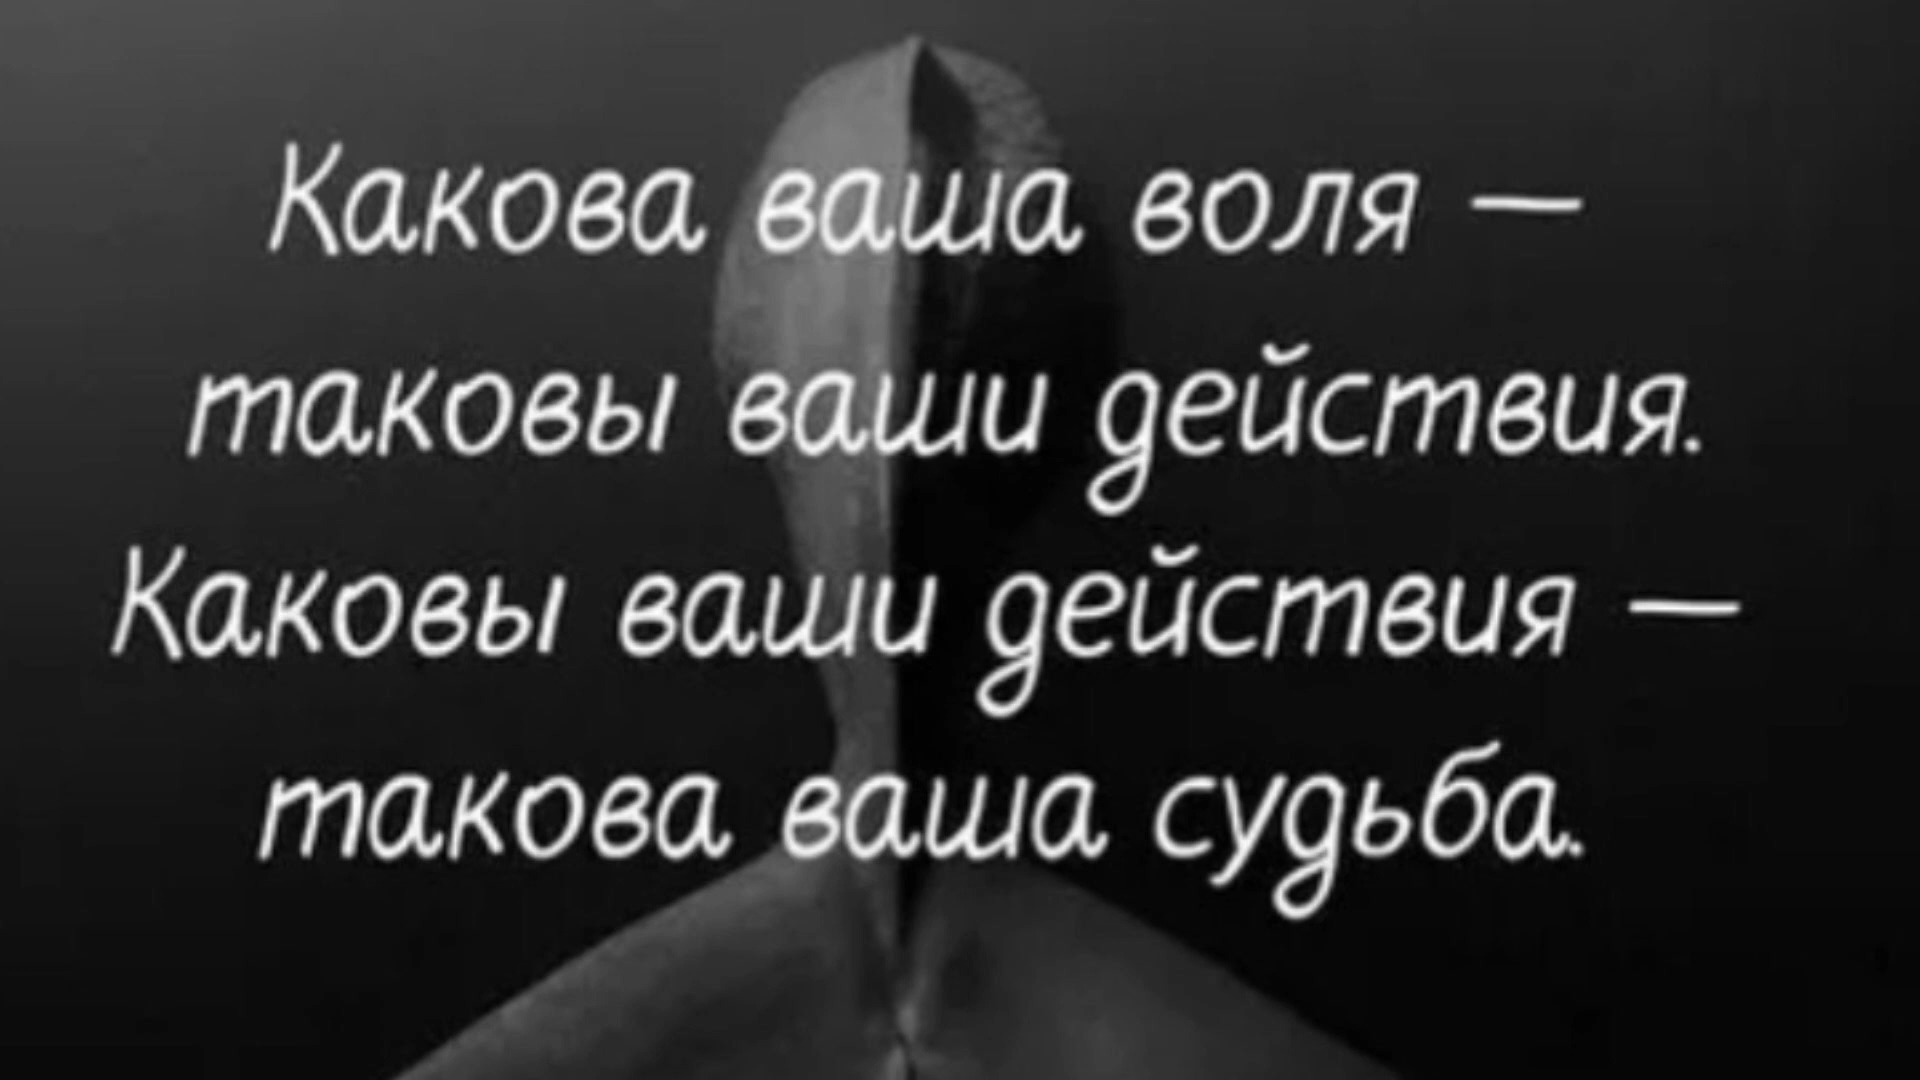 Какова ваша воля —
таковы ваши действия.
Каковы ваши действия —
такова ваша судьба.